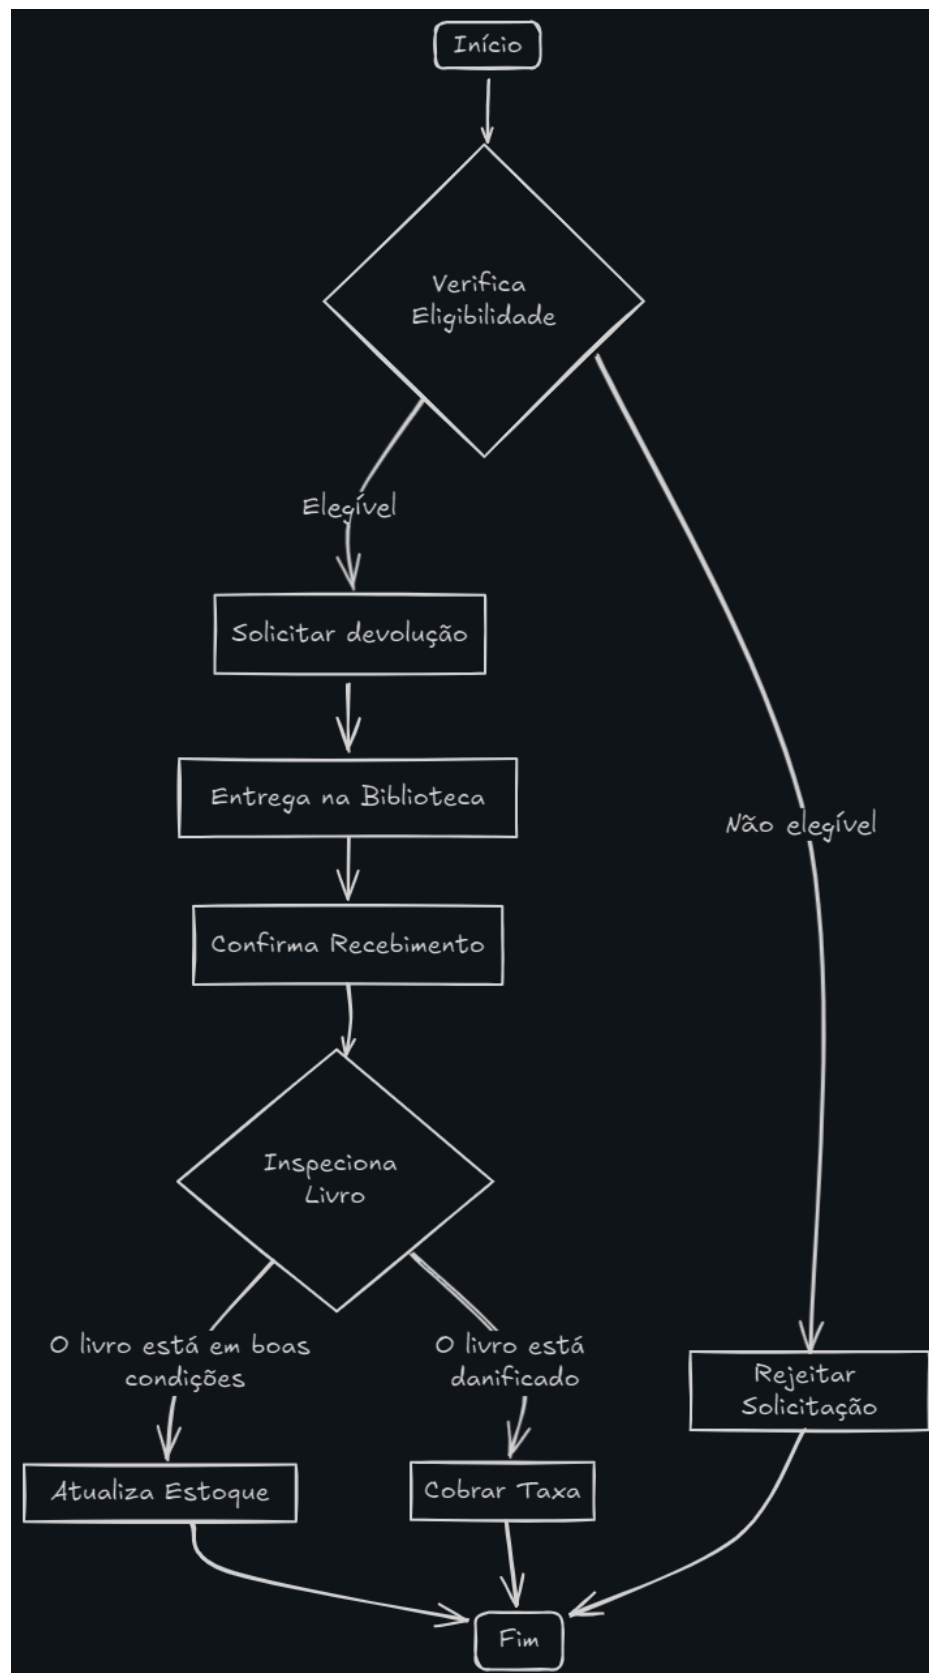 Início
Verifica
Eligibilidade
Elegível
Solicitar devolução
Entrega na Biblioteca
Não elegível
Confirma Recebimento
Inspeciona
Livro
O livro está em boas
condições
O livro está
danificado
Rejeitar
Solicitação
Atualiza Estoque
Cobrar Taxa
Fim